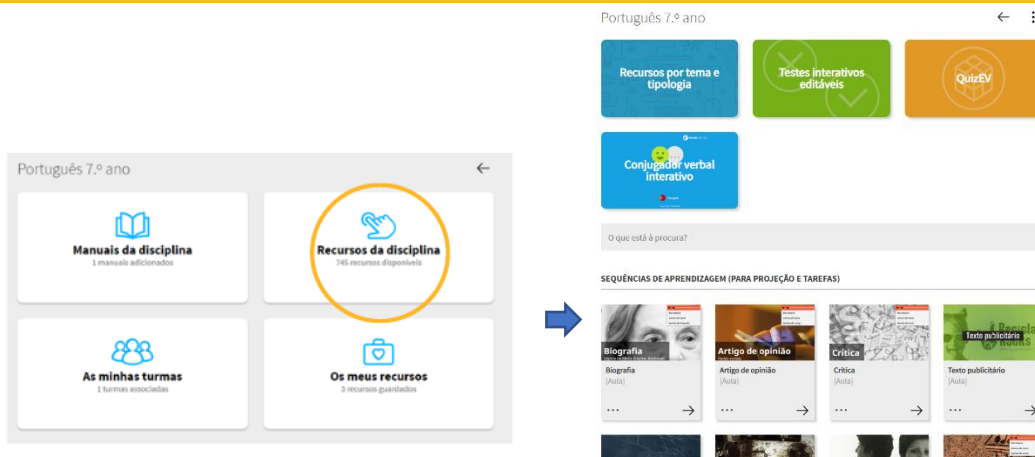 Português 7.º ano
Manuais da disciplina
1 manuais adicionados
Recursos da disciplina
745 recursos disponíveis
As minhas turmas
1 turmas associadas
Os meus recursos
3 recursos guardados
Português 7.º ano
Recursos por tema e
tipologia
Testes interativos
editáveis
QuizEV
Conjugador verbal
interativo
O que está à procura?
SEQUÊNCIAS DE APRENDIZAGEM (PARA PROJEÇÃO E TAREFAS)
Biografia
Artigo de opinião
Crítica
Texto publicitário
Biografia
[Aula]
Artigo de opinião
[Aula]
Crítica
[Aula]
Texto publicitário
[Aula]